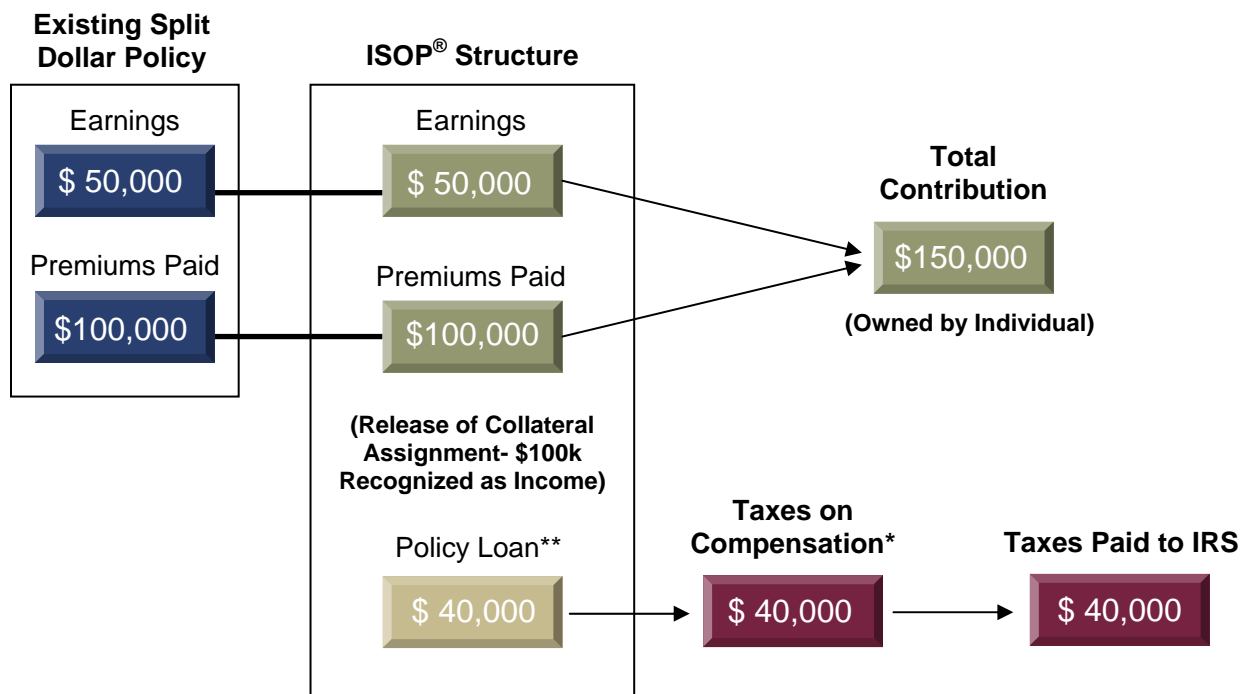 Existing Split
Dollar Policy
Earnings
$ 50,000
Premiums Paid
$100,000
ISOP® Structure
Earnings
$ 50,000
Premiums Paid
$100,000
(Release of Collateral
Assignment- $100k
Recognized as Income)
Policy Loan**
$ 40,000
Total
Contribution
$150,000
(Owned by Individual)
Taxes on
Compensation*
$ 40,000
Taxes Paid to IRS
$ 40,000